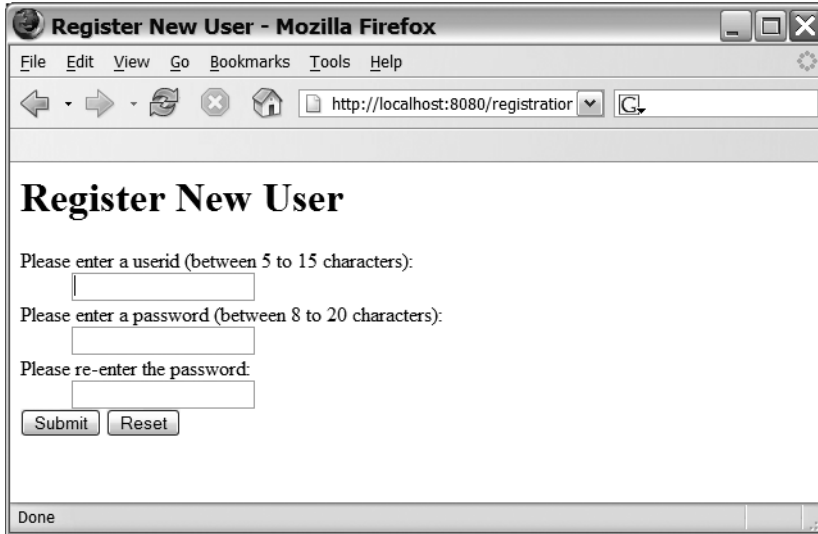 Register New User - Mozilla Firefox
File Edit View Go Bookmarks Tools Help
http://localhost:8080/registration G
Register New User
Please enter a userid (between 5 to 15 characters):
Please enter a password (between 8 to 20 characters):
Please re-enter the password:
Submit Reset
Done